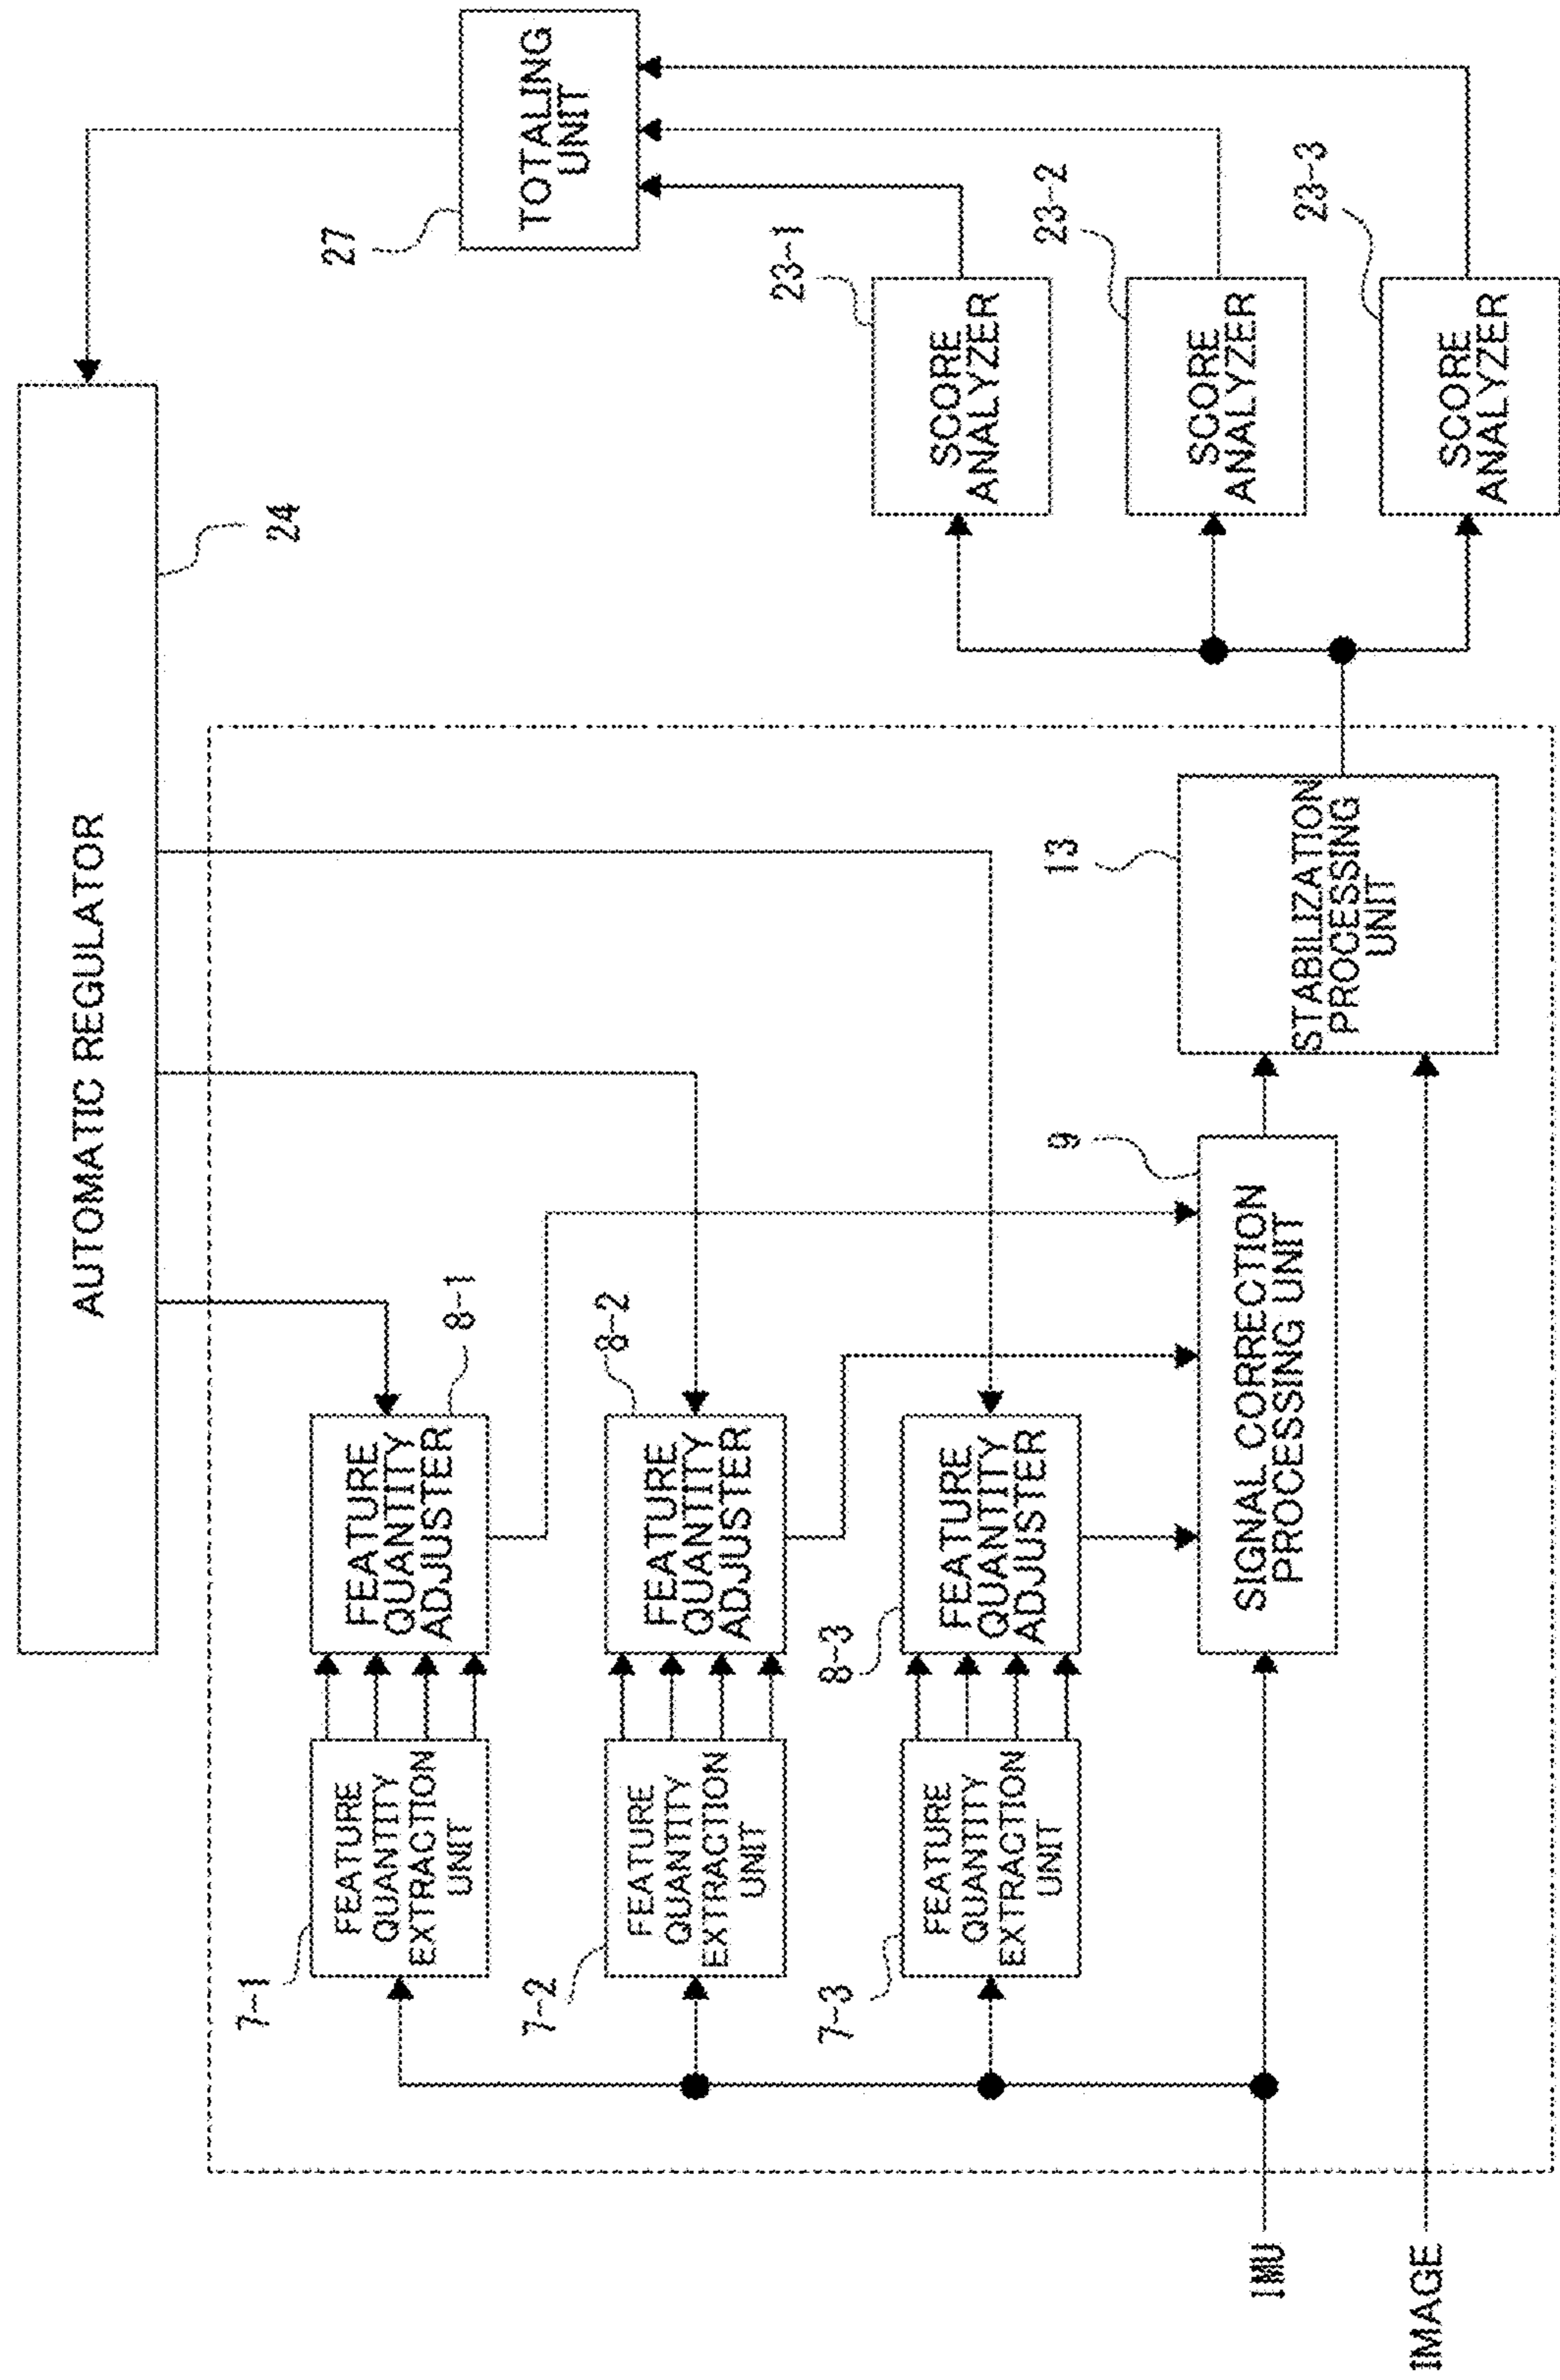 AUTOMATIC REGULATOR
24
27
TOTALING
UNIT
7-1
FEATURE
QUANTITY
EXTRACTION
UNIT
FEATURE
QUANTITY
ADJUSTER
8-1
7-2
FEATURE
QUANTITY
EXTRACTION
UNIT
FEATURE
QUANTITY
ADJUSTER
8-2
7-3
FEATURE
QUANTITY
EXTRACTION
UNIT
8-3
FEATURE
QUANTITY
ADJUSTER
9
SIGNAL CORRECTION
PROCESSING UNIT
13
STABILIZATION
PROCESSING
UNIT
23-1
SCORE
ANALYZER
23-2
SCORE
ANALYZER
23-3
SCORE
ANALYZER
IMU
IMAGE